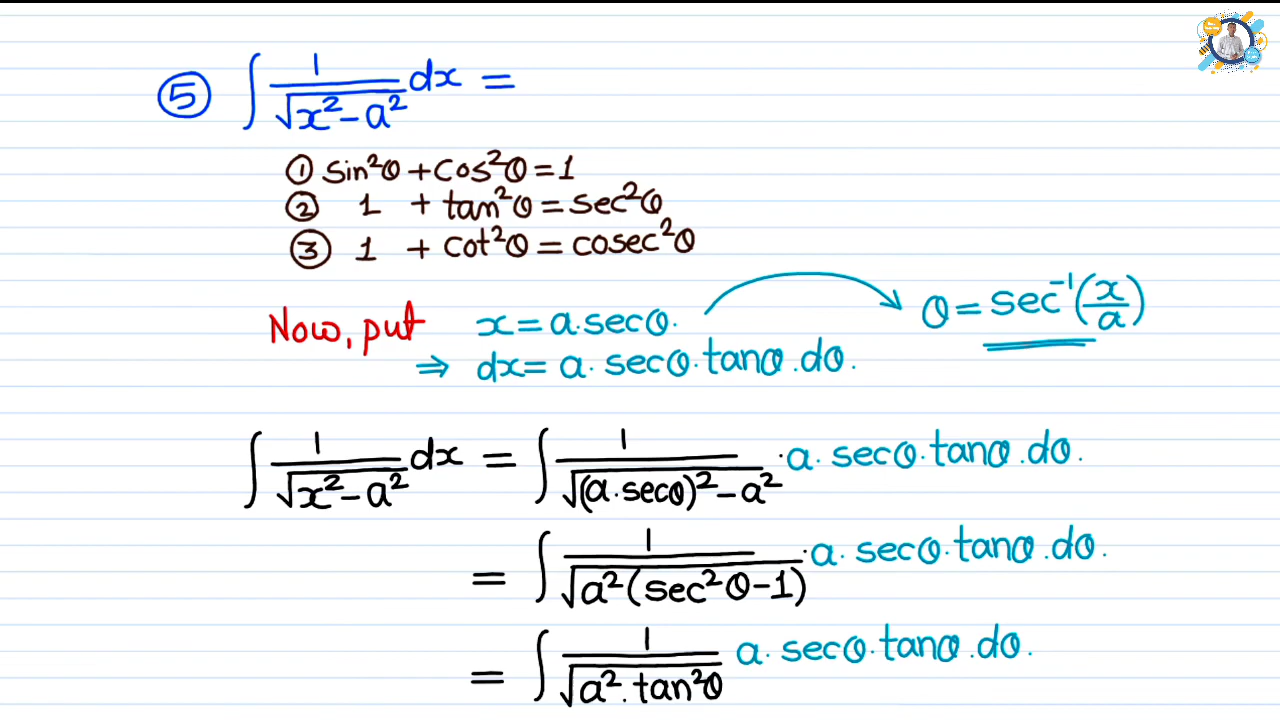 ⑤ ∫ 1/√(x² − a²) dx =
① sin²θ + cos²θ = 1
② 1 + tan²θ = sec²θ
③ 1 + cot²θ = cosec²θ
Now, put x = a.secθ. θ = sec⁻¹(x/a)
⇒ dx = a. secθ. tanθ. dθ.
∫ 1/√(x² − a²) dx = ∫ 1/√((a.secθ)² − a²) . a. secθ. tanθ. dθ.
= ∫ 1/√(a²(sec²θ − 1)) . a. secθ. tanθ. dθ.
= ∫ 1/√(a². tan²θ) a. secθ. tanθ. dθ.